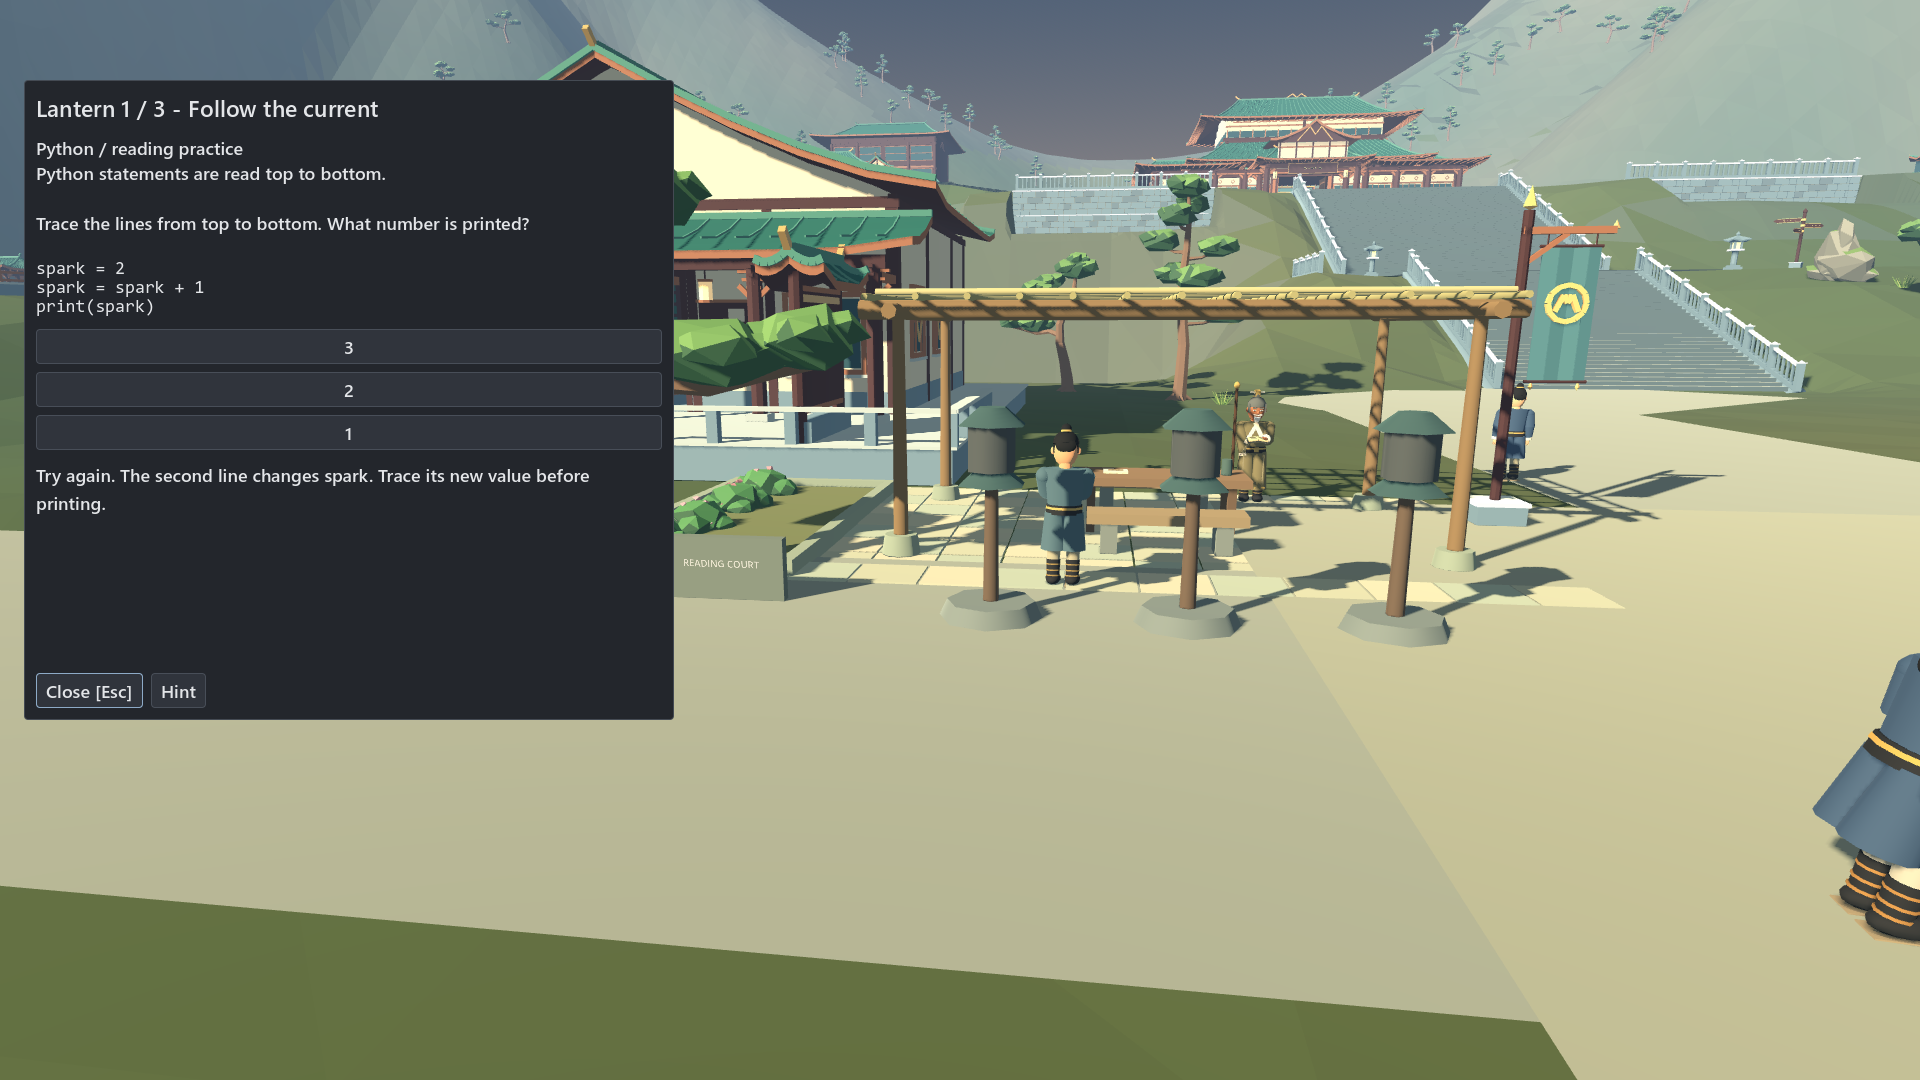 Lantern 1 / 3 - Follow the current
Python / reading practice
Python statements are read top to bottom.
Trace the lines from top to bottom. What number is printed?
spark = 2
spark = spark + 1
print(spark)
3
2
1
Try again. The second line changes spark. Trace its new value before
printing.
Close [Esc]
Hint
READING COURT